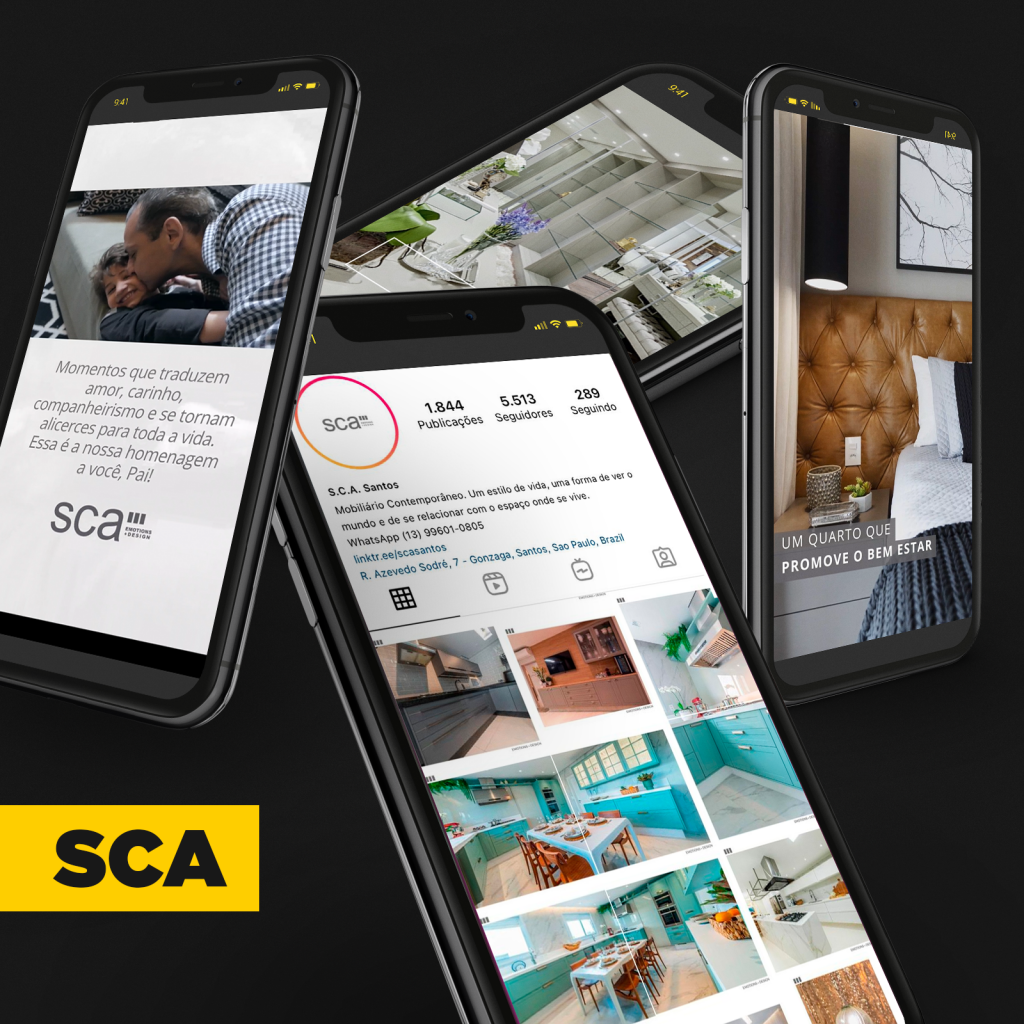 9:41
Momentos que traduzem
amor, carinho,
companheirismo e se tornam
alicerces para toda a vida.
Essa é a nossa homenagem
a você, Pai!
sca
EMOTIONS
+DESIGN
9:41
sca
1.844
Publicações
5.513
Seguidores
289
Seguindo
S.C.A. Santos
Mobiliário Contemporâneo. Um estilo de vida, uma forma de ver o
mundo e de se relacionar com o espaço onde se vive.
WhatsApp (13) 99601-0805
linktr.ee/scasantos
R. Azevedo Sodré, 7 - Gonzaga, Santos, Sao Paulo, Brazil
9:41
UM QUARTO QUE
PROMOVE O BEM ESTAR
SCA